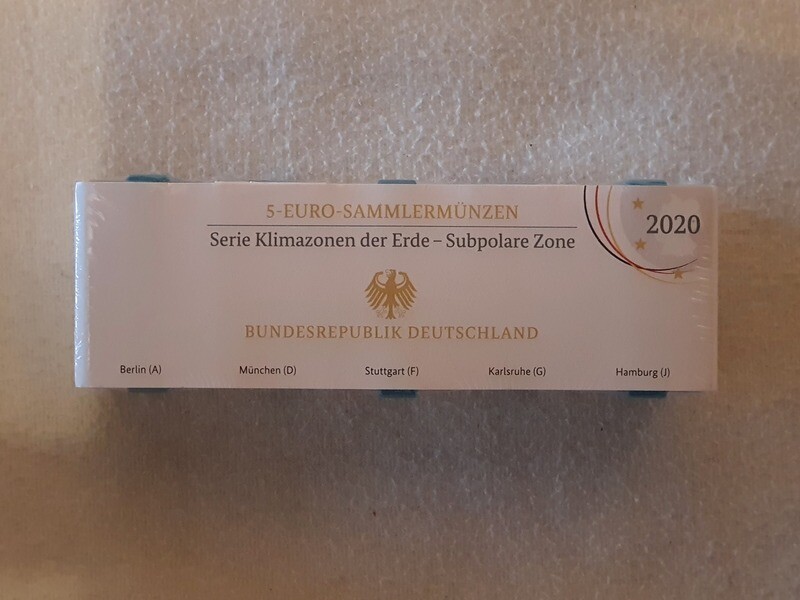 5-EURO-SAMMLERMÜNZEN
2020
Serie Klimazonen der Erde – Subpolare Zone
BUNDESREPUBLIK DEUTSCHLAND
Berlin (A) München (D) Stuttgart (F) Karlsruhe (G) Hamburg (J)